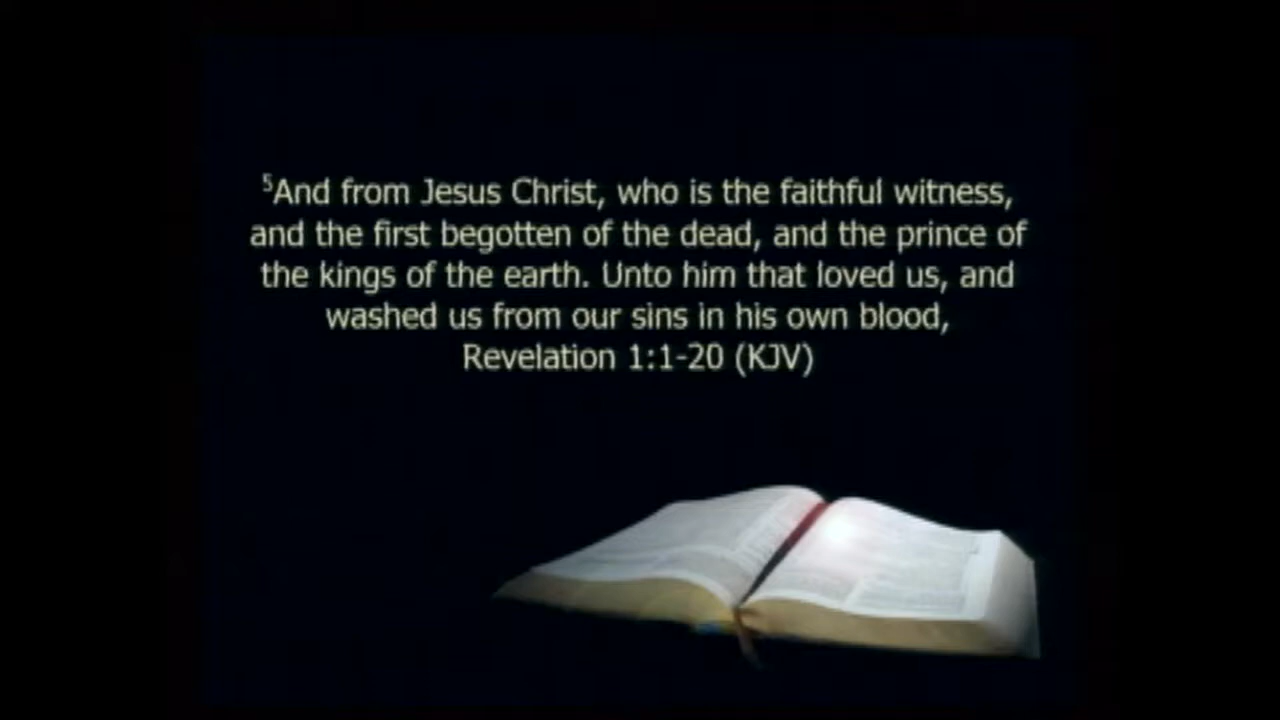 ⁵And from Jesus Christ, who is the faithful witness,
and the first begotten of the dead, and the prince of
the kings of the earth. Unto him that loved us, and
washed us from our sins in his own blood,
Revelation 1:1-20 (KJV)